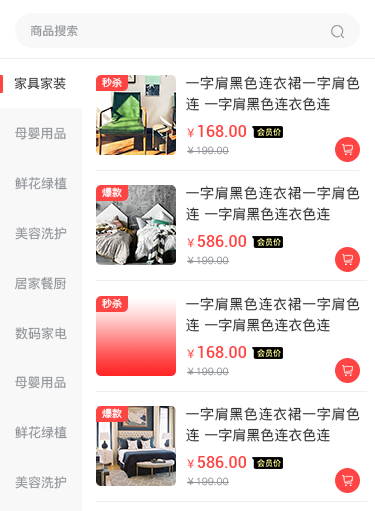 商品搜索
家具家装
母婴用品
鲜花绿植
美容洗护
居家餐厨
数码家电
母婴用品
鲜花绿植
美容洗护
秒杀
一字肩黑色连衣裙一字肩色
连 一字肩黑色连衣色连
¥168.00 会员价
¥199.00
爆款
一字肩黑色连衣裙一字肩色
连 一字肩黑色连衣色连
¥586.00 会员价
¥199.00
秒杀
一字肩黑色连衣裙一字肩色
连 一字肩黑色连衣色连
¥168.00 会员价
¥199.00
爆款
一字肩黑色连衣裙一字肩色
连 一字肩黑色连衣色连
¥586.00 会员价
¥199.00